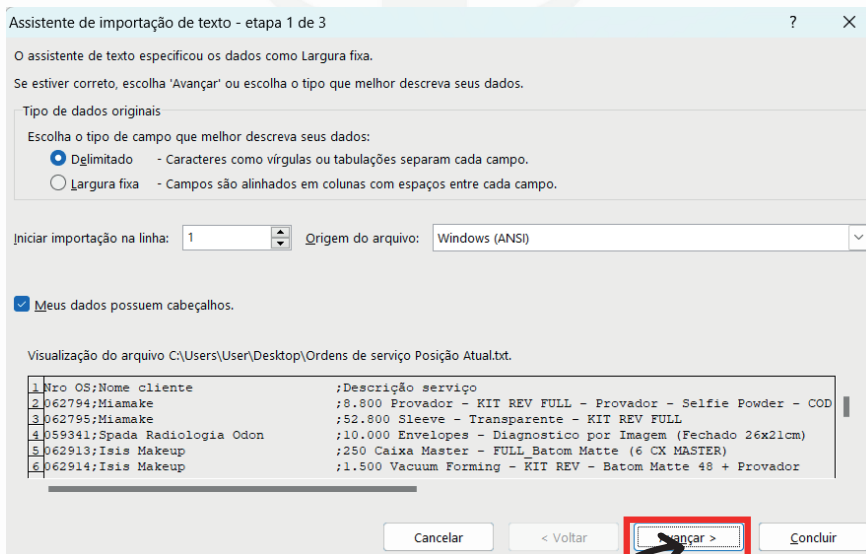 Assistente de importação de texto - etapa 1 de 3 ? ×
O assistente de texto especificou os dados como Largura fixa.
Se estiver correto, escolha 'Avançar' ou escolha o tipo que melhor descreva seus dados.
Tipo de dados originais
Escolha o tipo de campo que melhor descreva seus dados:
Delimitado - Caracteres como vírgulas ou tabulações separam cada campo.
Largura fixa - Campos são alinhados em colunas com espaços entre cada campo.
Iniciar importação na linha: 1 Origem do arquivo: Windows (ANSI)
Meus dados possuem cabeçalhos.
Visualização do arquivo C:\Users\User\Desktop\Ordens de serviço Posição Atual.txt.
1 Nro OS;Nome cliente ;Descrição serviço
2 062794;Miamake ;8.800 Provador - KIT REV FULL - Provador - Selfie Powder - COD
3 062795;Miamake ;52.800 Sleeve - Transparente - KIT REV FULL
4 059341;Spada Radiologia Odon ;10.000 Envelopes - Diagnostico por Imagem (Fechado 26x21cm)
5 062913;Isis Makeup ;250 Caixa Master - FULL_Batom Matte (6 CX MASTER)
6 062914;Isis Makeup ;1.500 Vacuum Forming - KIT REV - Batom Matte 48 + Provador
Cancelar < Voltar Avançar > Concluir